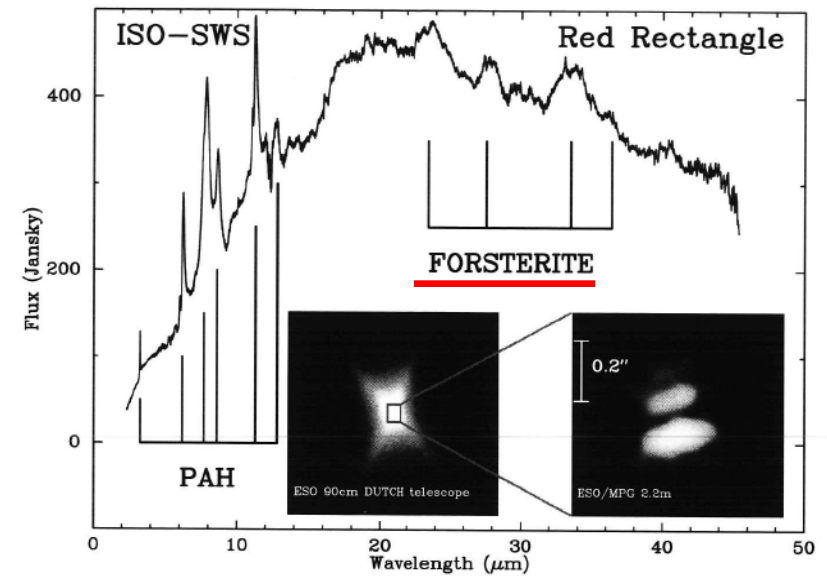 ISO-SWS
Red Rectangle
400
200
0
Flux (Jansky)
FORSTERITE
PAH
0.2"
ESO 90cm DUTCH telescope
ESO/MPG 2.2m
0
10
20
30
40
50
Wavelength (μm)